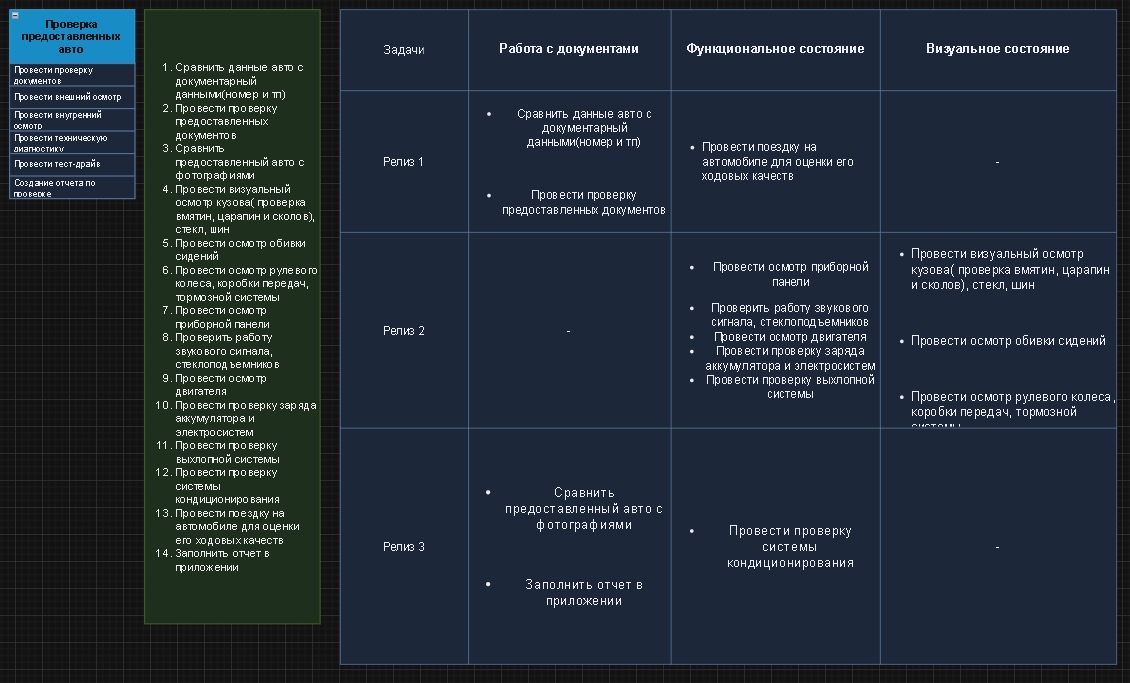 Проверка
предоставленных
авто
Провести проверку
документов
Провести внешний осмотр
Провести внутренний
осмотр
Провести техническую
диагностику
Провести тест-драйв
Создание отчета по
проверке
1. Сравнить данные авто с
документарный
данными(номер и тп)
2. Провести проверку
предоставленных
документов
3. Сравнить
предоставленный авто с
фотографиями
4. Провести визуальный
осмотр кузова( проверка
вмятин, царапин и сколов),
стекл, шин
5. Провести осмотр обивки
сидений
6. Провести осмотр рулевого
колеса, коробки передач,
тормозной системы
7. Провести осмотр
приборной панели
8. Проверить работу
звукового сигнала,
стеклоподъемников
9. Провести осмотр
двигателя
10. Провести проверку заряда
аккумулятора и
электросистем
11. Провести проверку
выхлопной системы
12. Провести проверку
системы
кондиционирования
13. Провести поездку на
автомобиле для оценки
его ходовых качеств
14. Заполнить отчет в
приложении
Задачи
Работа с документами
Функциональное состояние
Визуальное состояние
Релиз 1
• Сравнить данные авто с
документарный
данными(номер и тп)
• Провести проверку
предоставленных документов
• Провести поездку на
автомобиле для оценки его
ходовых качеств
-
Релиз 2
-
• Провести осмотр приборной
панели
• Проверить работу звукового
сигнала, стеклоподъемников
• Провести осмотр двигателя
• Провести проверку заряда
аккумулятора и электросистем
• Провести проверку выхлопной
системы
• Провести визуальный осмотр
кузова( проверка вмятин, царапин
и сколов), стекл, шин
• Провести осмотр обивки сидений
• Провести осмотр рулевого колеса,
коробки передач, тормозной
системы
Релиз 3
• Сравнить
предоставленный авто с
фотографиями
• Заполнить отчет в
приложении
• Провести проверку
системы
кондиционирования
-